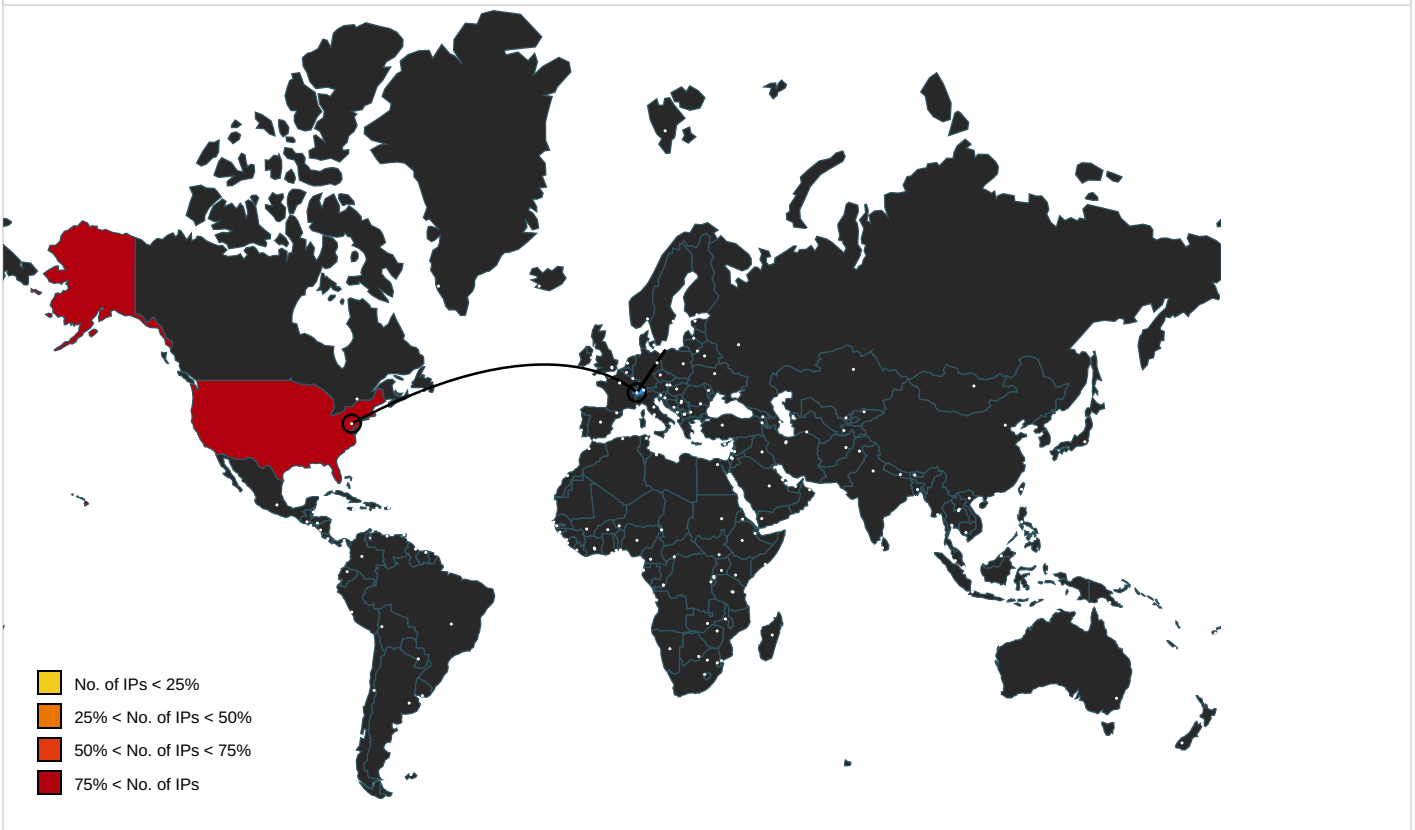 No. of IPs < 25%
25% < No. of IPs < 50%
50% < No. of IPs < 75%
75% < No. of IPs